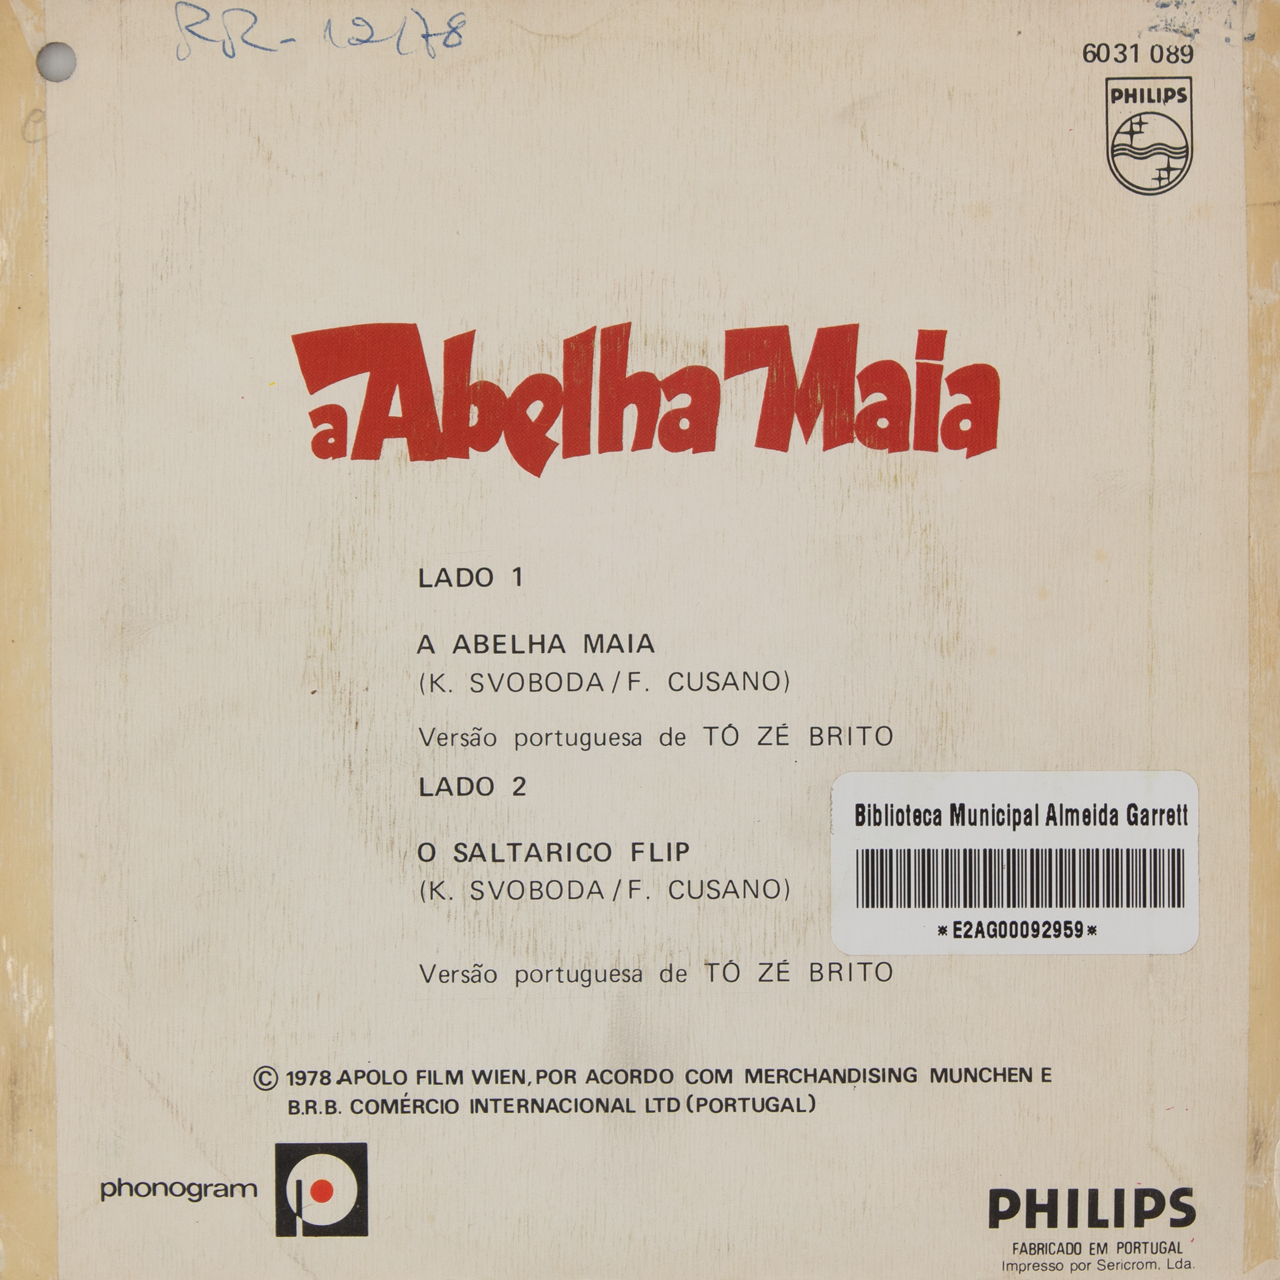 RR- 12/78
6031 089
PHILIPS
a Abelha Maia
LADO 1
A ABELHA MAIA
(K. SVOBODA/F. CUSANO)
Versão portuguesa de TÓ ZÉ BRITO
LADO 2
O SALTARICO FLIP
(K. SVOBODA/F. CUSANO)
Versão portuguesa de TÓ ZÉ BRITO
Biblioteca Municipal Almeida Garrett
*E2AG00092959*
© 1978 APOLO FILM WIEN, POR ACORDO COM MERCHANDISING MUNCHEN E
B.R.B. COMÉRCIO INTERNACIONAL LTD (PORTUGAL)
phonogram
PHILIPS
FABRICADO EM PORTUGAL
Impresso por Sericrom, Lda.